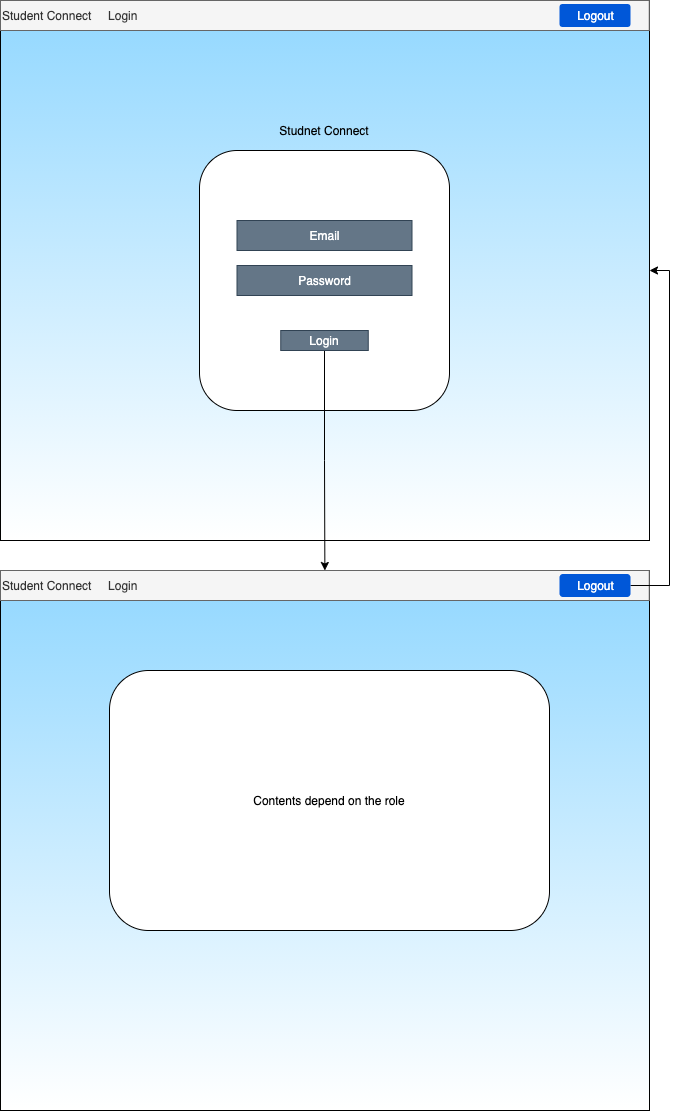 Student Connect Login Logout
Studnet Connect
Email
Password
Login
Student Connect Login Logout
Contents depend on the role